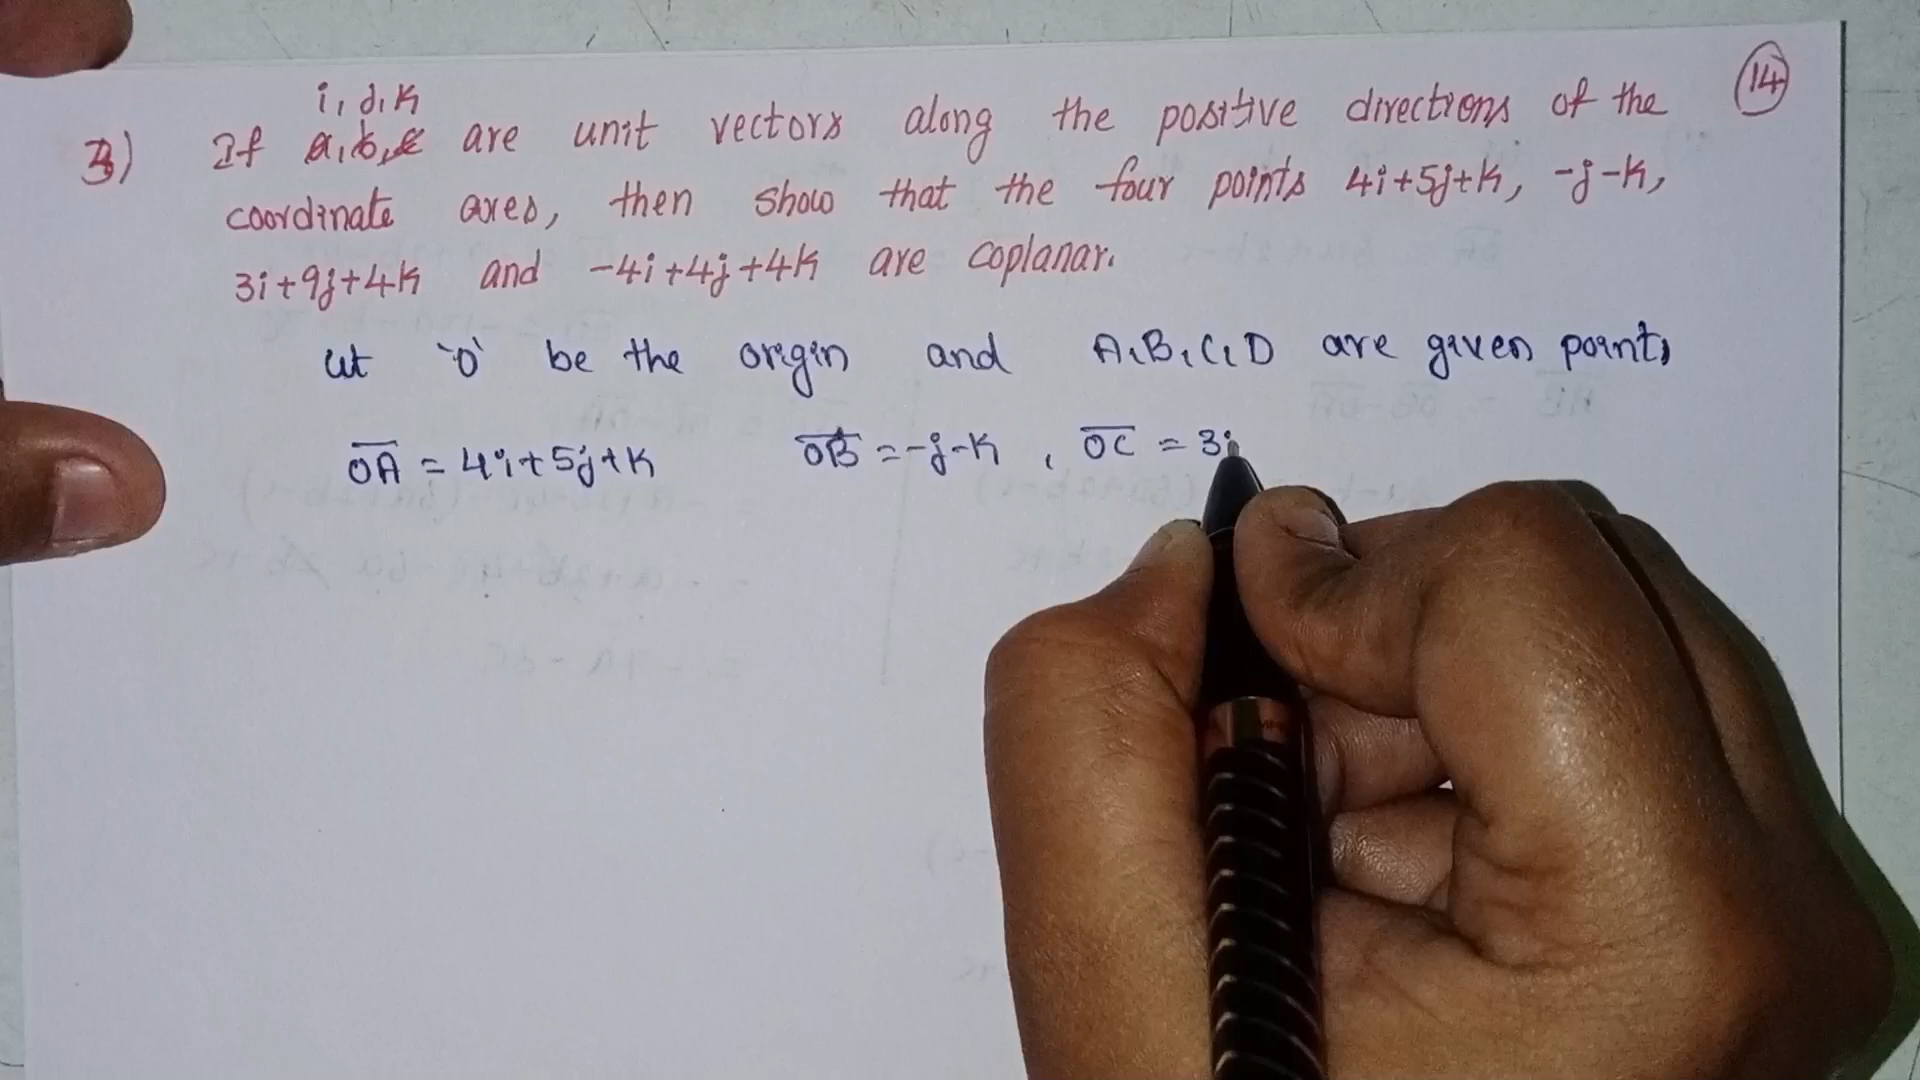 14
i, j, k
3) If a, b, c are unit vectors along the positive directions of the
coordinate axes, then show that the four points 4i+5j+k, -j-k,
3i+9j+4k and -4i+4j+4k are coplanar.
Let 'O' be the origin and A, B, C, D are given points
OA = 4i+5j+k OB = -j-k, OC = 3i